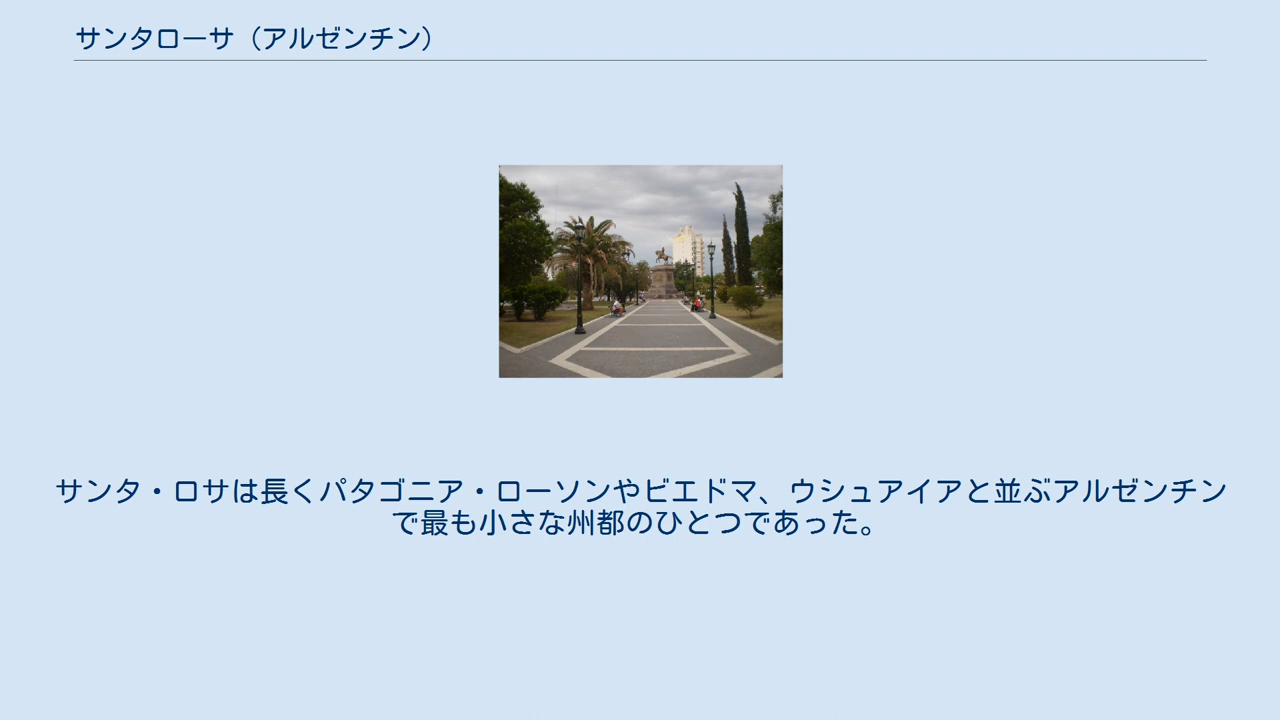 サンタローサ（アルゼンチン）
サンタ・ロサは長くパタゴニア・ローソンやビエドマ、ウシュアイアと並ぶアルゼンチン
で最も小さな州都のひとつであった。